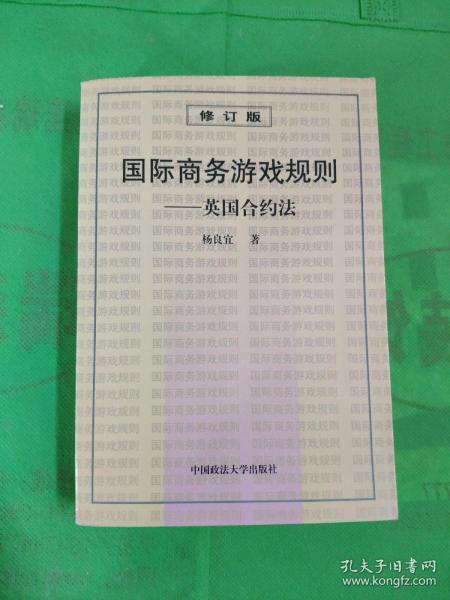 修订版
国际商务游戏规则
——英国合约法
杨良宜 著
中国政法大学出版社
孔夫子旧书网
www.kongfz.com